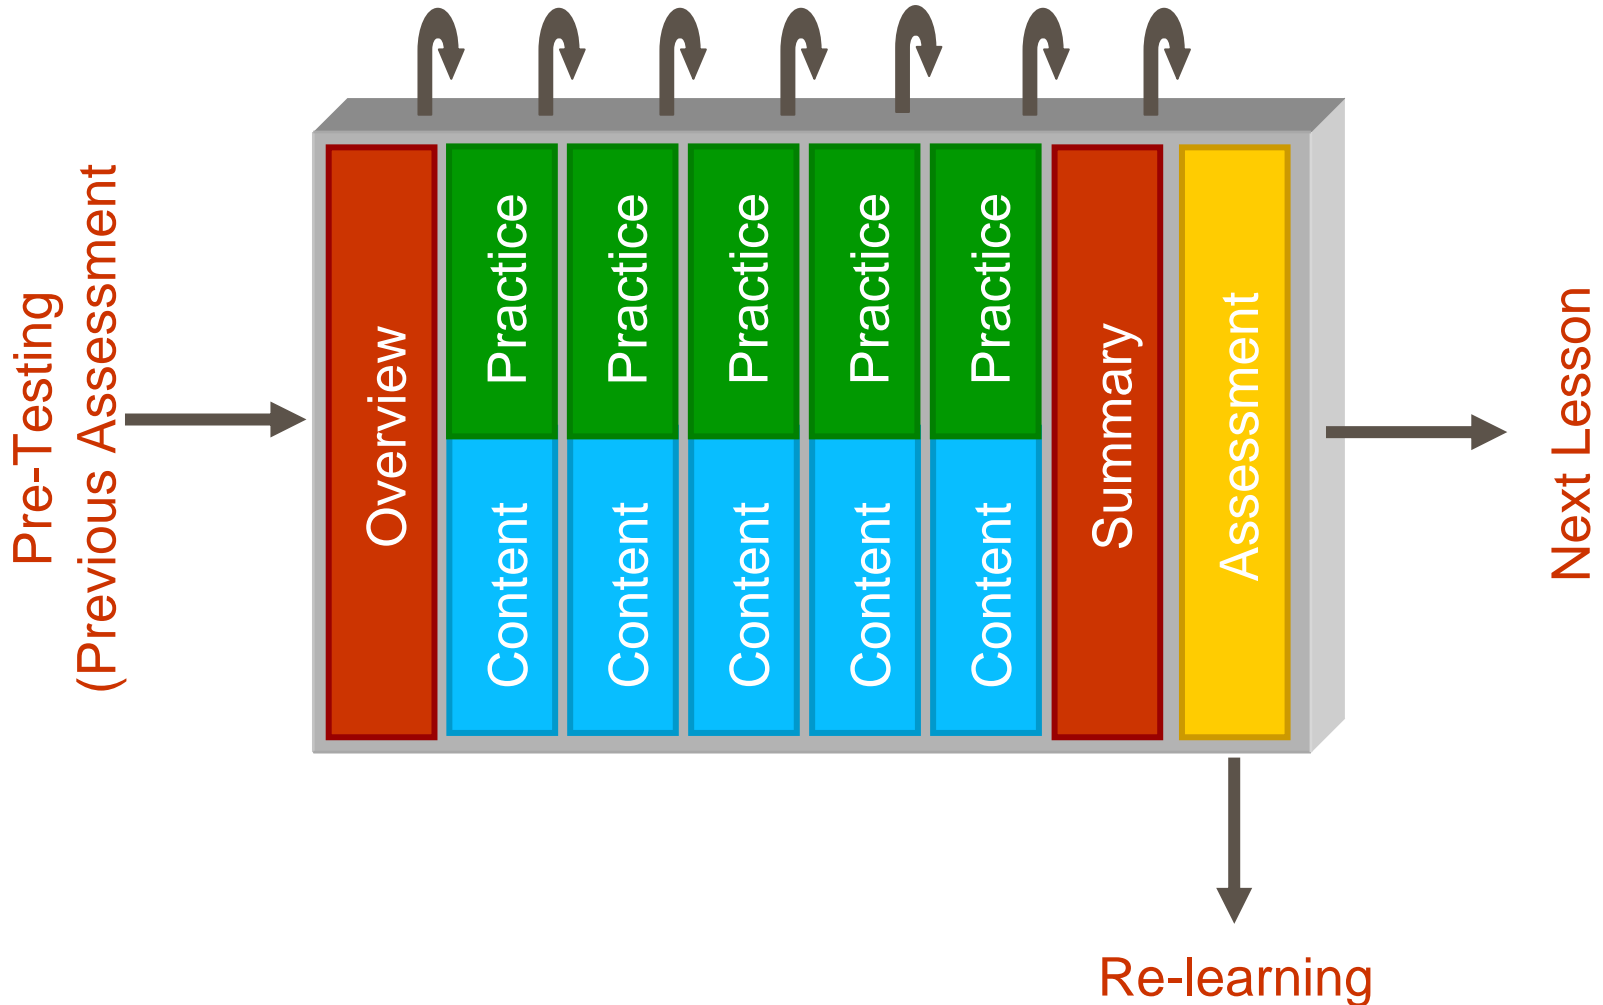 Pre-Testing
(Previous Assessment
Overview
Practice
Content
Practice
Content
Practice
Content
Practice
Content
Practice
Content
Summary
Assessment
Next Lesson
Re-learning